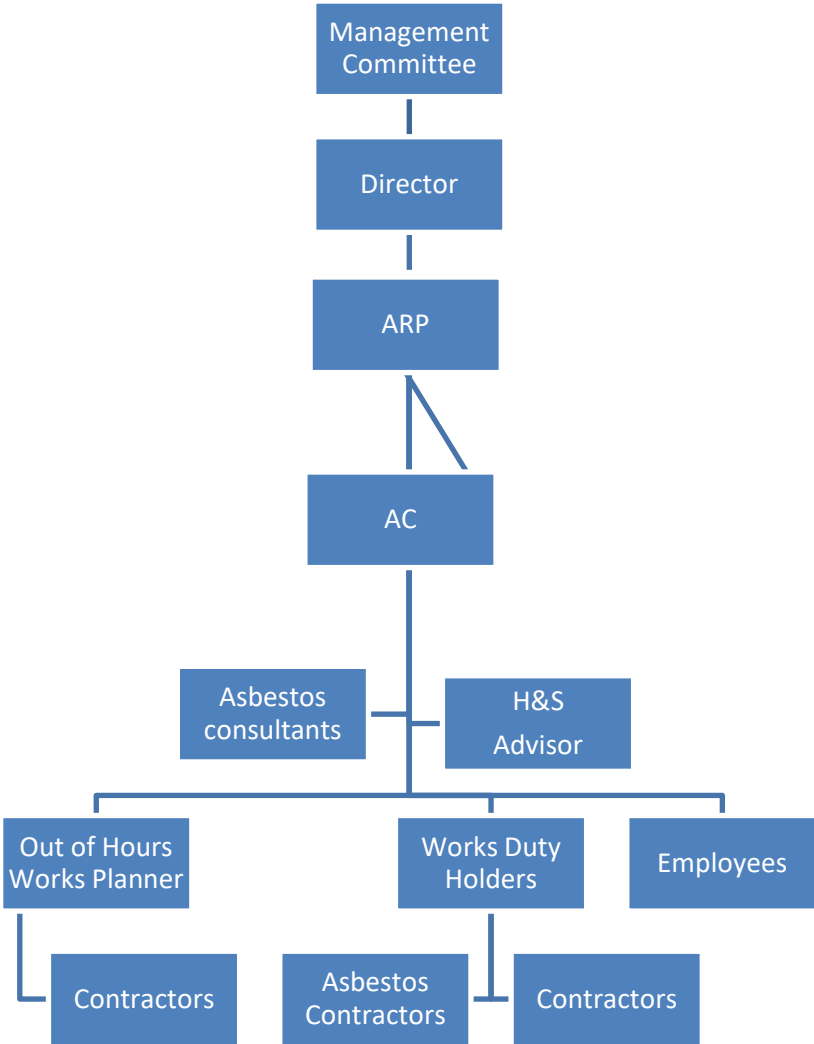 Management
Committee
Director
ARP
AC
Asbestos
consultants
H&S
Advisor
Out of Hours
Works Planner
Works Duty
Holders
Employees
Contractors
Asbestos
Contractors
Contractors